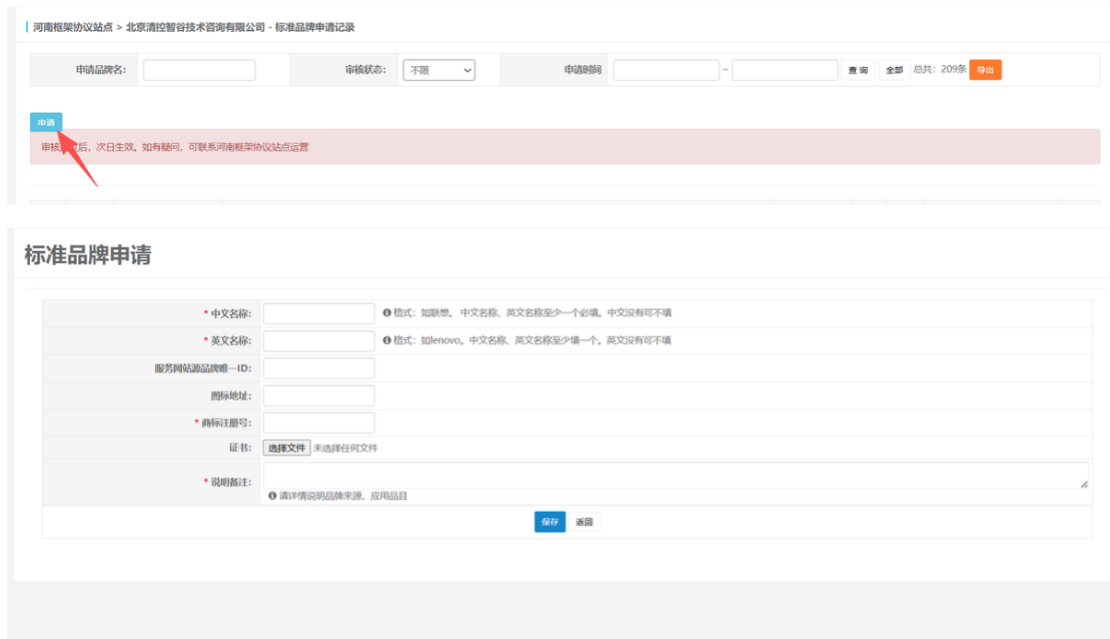 河南框架协议站点 > 北京清控智谷技术咨询有限公司 - 标准品牌申请记录
申请品牌名： 审核状态： 不限 申请时间 ~ 查询 全部 总共：209条 导出
申请
审核 后，次日生效。如有疑问，可联系河南框架协议站点运营
标准品牌申请
* 中文名称： 格式：如联想。 中文名称、英文名称至少一个必填。中文没有可不填
* 英文名称： 格式：如lenovo。中文名称、英文名称至少填一个。英文没有可不填
服务网站源品牌唯一ID：
图标地址：
* 商标注册号：
证书： 选择文件 未选择任何文件
* 说明备注：
请详情说明品牌来源、应用品目
保存 返回